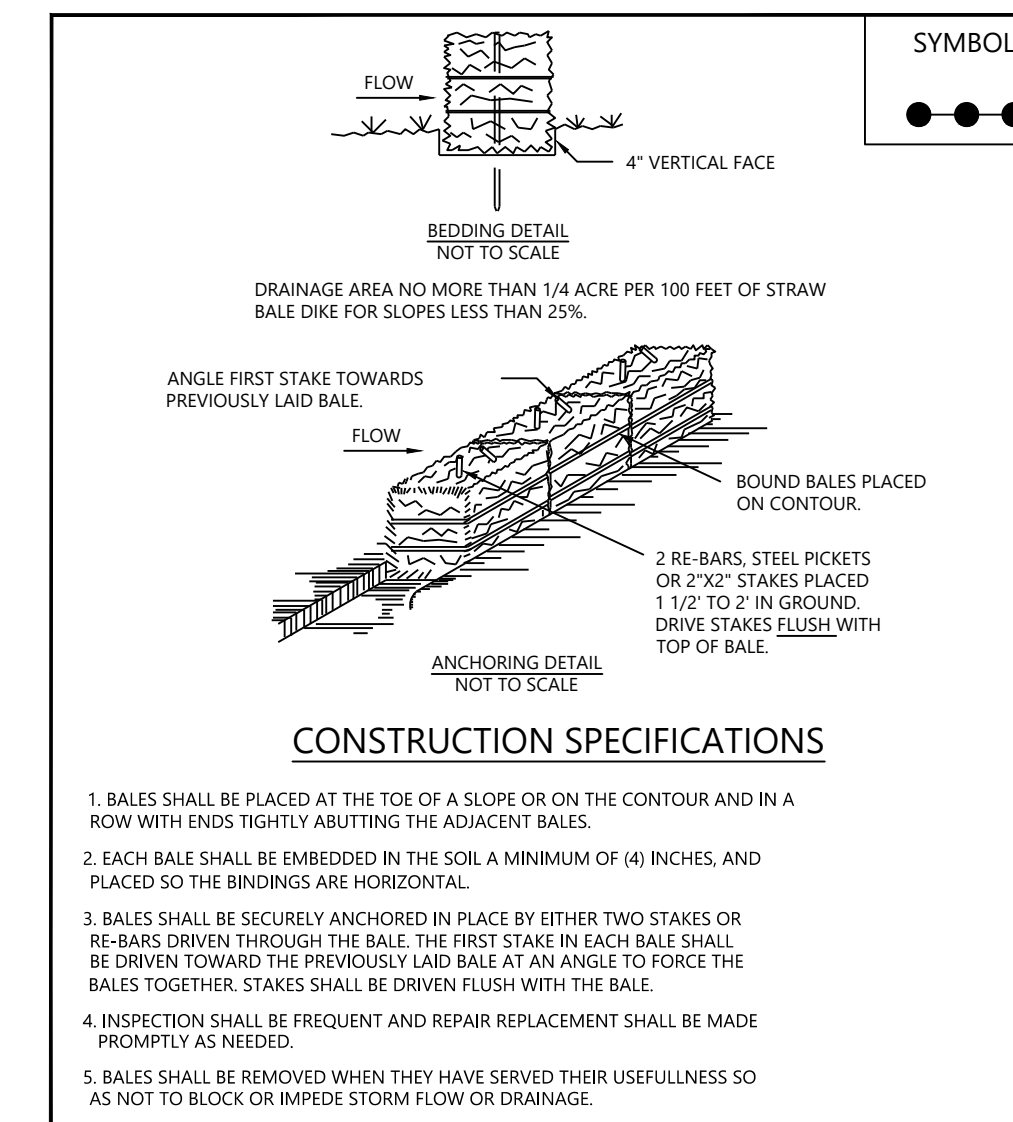 SYMBOL
FLOW
4" VERTICAL FACE
BEDDING DETAIL
NOT TO SCALE
DRAINAGE AREA NO MORE THAN 1/4 ACRE PER 100 FEET OF STRAW
BALE DIKE FOR SLOPES LESS THAN 25%.
ANGLE FIRST STAKE TOWARDS
PREVIOUSLY LAID BALE.
FLOW
BOUND BALES PLACED
ON CONTOUR.
2 RE-BARS, STEEL PICKETS
OR 2"X2" STAKES PLACED
1 1/2' TO 2' IN GROUND.
DRIVE STAKES FLUSH WITH
TOP OF BALE.
ANCHORING DETAIL
NOT TO SCALE
CONSTRUCTION SPECIFICATIONS
1. BALES SHALL BE PLACED AT THE TOE OF A SLOPE OR ON THE CONTOUR AND IN A
ROW WITH ENDS TIGHTLY ABUTTING THE ADJACENT BALES.
2. EACH BALE SHALL BE EMBEDDED IN THE SOIL A MINIMUM OF (4) INCHES, AND
PLACED SO THE BINDINGS ARE HORIZONTAL.
3. BALES SHALL BE SECURELY ANCHORED IN PLACE BY EITHER TWO STAKES OR
RE-BARS DRIVEN THROUGH THE BALE. THE FIRST STAKE IN EACH BALE SHALL
BE DRIVEN TOWARD THE PREVIOUSLY LAID BALE AT AN ANGLE TO FORCE THE
BALES TOGETHER. STAKES SHALL BE DRIVEN FLUSH WITH THE BALE.
4. INSPECTION SHALL BE FREQUENT AND REPAIR REPLACEMENT SHALL BE MADE
PROMPTLY AS NEEDED.
5. BALES SHALL BE REMOVED WHEN THEY HAVE SERVED THEIR USEFULLNESS SO
AS NOT TO BLOCK OR IMPEDE STORM FLOW OR DRAINAGE.